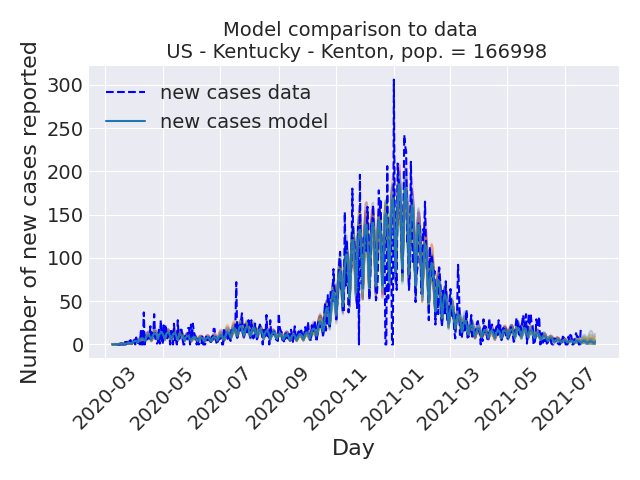 Model comparison to data
US - Kentucky - Kenton, pop. = 166998
Number of new cases reported
300
250
200
150
100
50
0
new cases data
new cases model
2020-03
2020-05
2020-07
2020-09
2020-11
2021-01
2021-03
2021-05
2021-07
Day